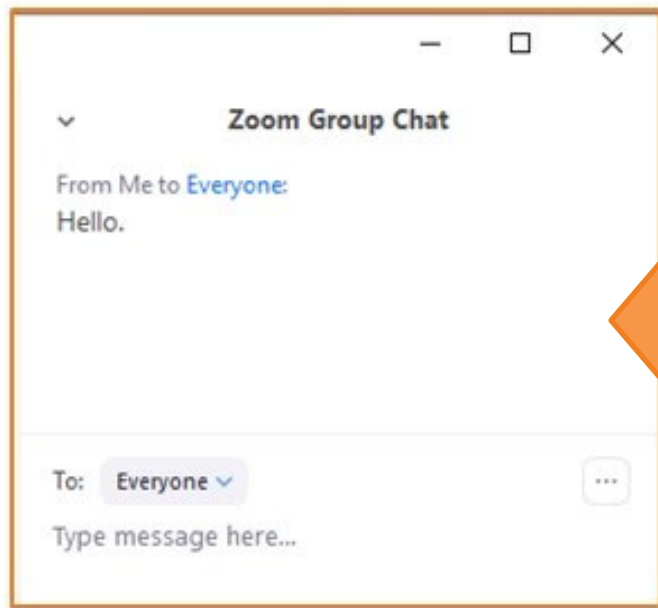 Zoom Group Chat
From Me to Everyone:
Hello.
To: Everyone
Type message here...